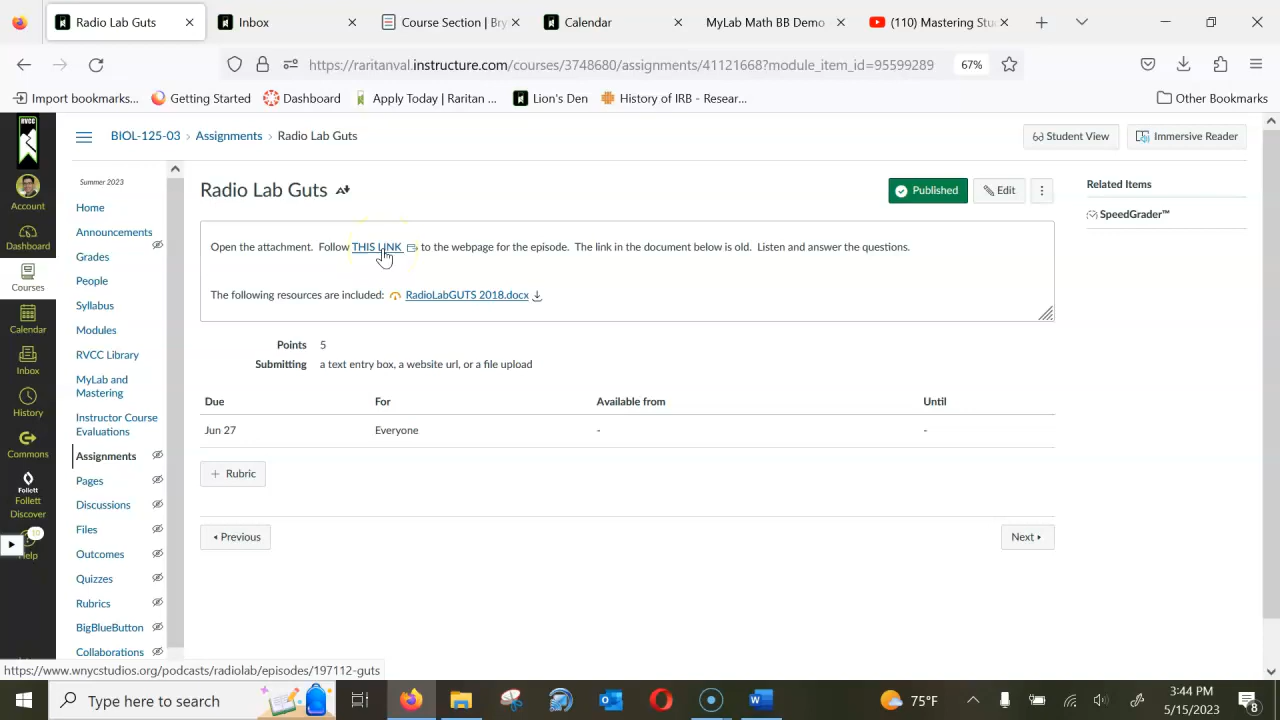 Radio Lab Guts
Inbox
Course Section | Bry
Calendar
MyLab Math BB Demo
(110) Mastering Stu
https://raritanval.instructure.com/courses/3748680/assignments/41121668?module_item_id=95599289
67%
Import bookmarks...
Getting Started
Dashboard
Apply Today | Raritan ...
Lion's Den
History of IRB - Resear...
Other Bookmarks
RVCC
Account
Dashboard
Courses
Calendar
Inbox
History
Commons
Follett
Follett
Discover
10
Help
BIOL-125-03 › Assignments › Radio Lab Guts
Student View
Immersive Reader
Summer 2023
Home
Announcements
Grades
People
Syllabus
Modules
RVCC Library
MyLab and
Mastering
Instructor Course
Evaluations
Assignments
Pages
Discussions
Files
Outcomes
Quizzes
Rubrics
BigBlueButton
Collaborations
Radio Lab Guts
Published
Edit
Related Items
SpeedGrader™
Open the attachment. Follow THIS LINK to the webpage for the episode. The link in the document below is old. Listen and answer the questions.
The following resources are included: RadioLabGUTS 2018.docx
Points 5
Submitting a text entry box, a website url, or a file upload
Due For Available from Until
Jun 27 Everyone - -
+ Rubric
Previous
Next
https://www.wnycstudios.org/podcasts/radiolab/episodes/197112-guts
Type here to search
75°F
3:44 PM
5/15/2023
8